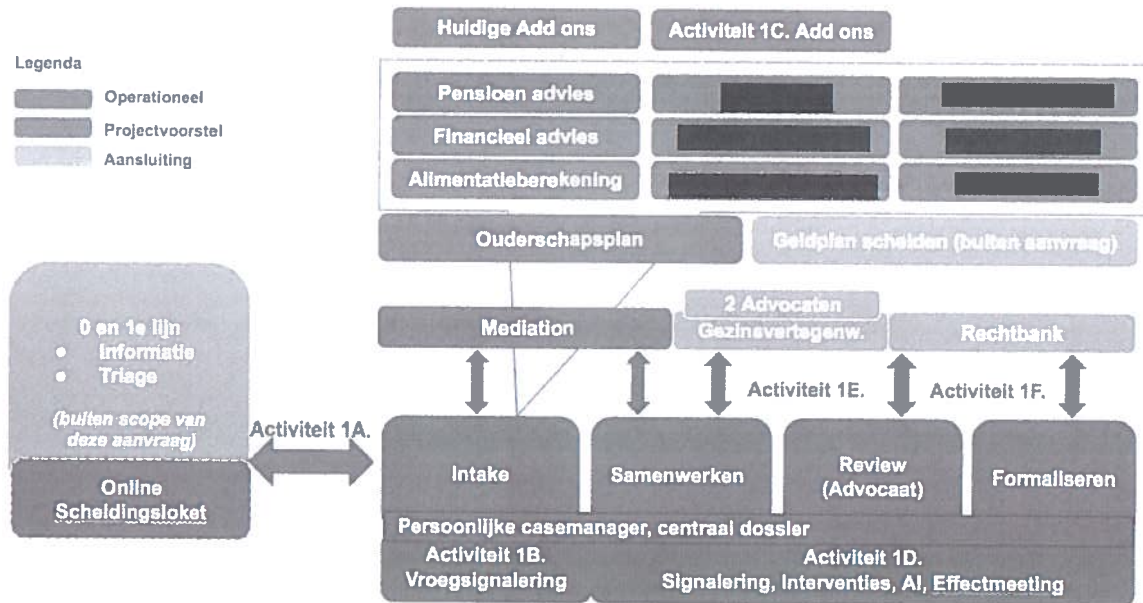 Huidige Add ons
Activiteit 1C. Add ons
Legenda
Operationeel
Projectvoorstel
Aansluiting
Pensioen advies
Financieel advies
Alimentatieberekening
Ouderschapsplan
Geldplan scheiden (buiten aanvraag)
0 en 1e lijn
• Informatie
• Triage
(buiten scope van
deze aanvraag)
Online
Scheidingsloket
Activiteit 1A.
Mediation
2 Advocaten
Gezinsvertegenw.
Rechtbank
Activiteit 1E.
Activiteit 1F.
Intake
Samenwerken
Review
(Advocaat)
Formaliseren
Persoonlijke casemanager, centraal dossier
Activiteit 1B.
Vroegsignalering
Activiteit 1D.
Signalering, Interventies, AI, Effectmeeting